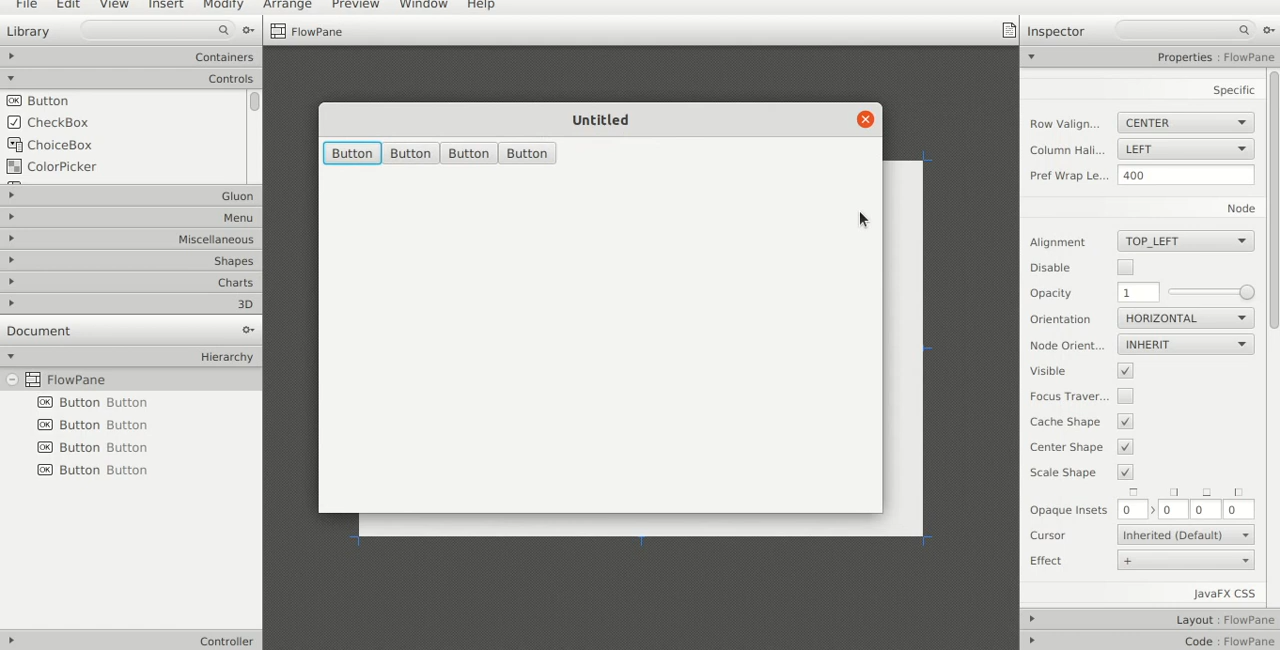 File Edit View Insert Modify Arrange Preview Window Help
Library
FlowPane
Inspector
Containers
Controls
Button
CheckBox
ChoiceBox
ColorPicker
Gluon
Menu
Miscellaneous
Shapes
Charts
3D
Document
Hierarchy
FlowPane
Button Button
Button Button
Button Button
Button Button
Controller
Untitled
Button Button Button Button
Properties : FlowPane
Specific
Row Valign... CENTER
Column Hali... LEFT
Pref Wrap Le... 400
Node
Alignment TOP_LEFT
Disable
Opacity 1
Orientation HORIZONTAL
Node Orient... INHERIT
Visible
Focus Traver...
Cache Shape
Center Shape
Scale Shape
Opaque Insets 0 0 0 0
Cursor Inherited (Default)
Effect +
JavaFX CSS
Layout : FlowPane
Code : FlowPane